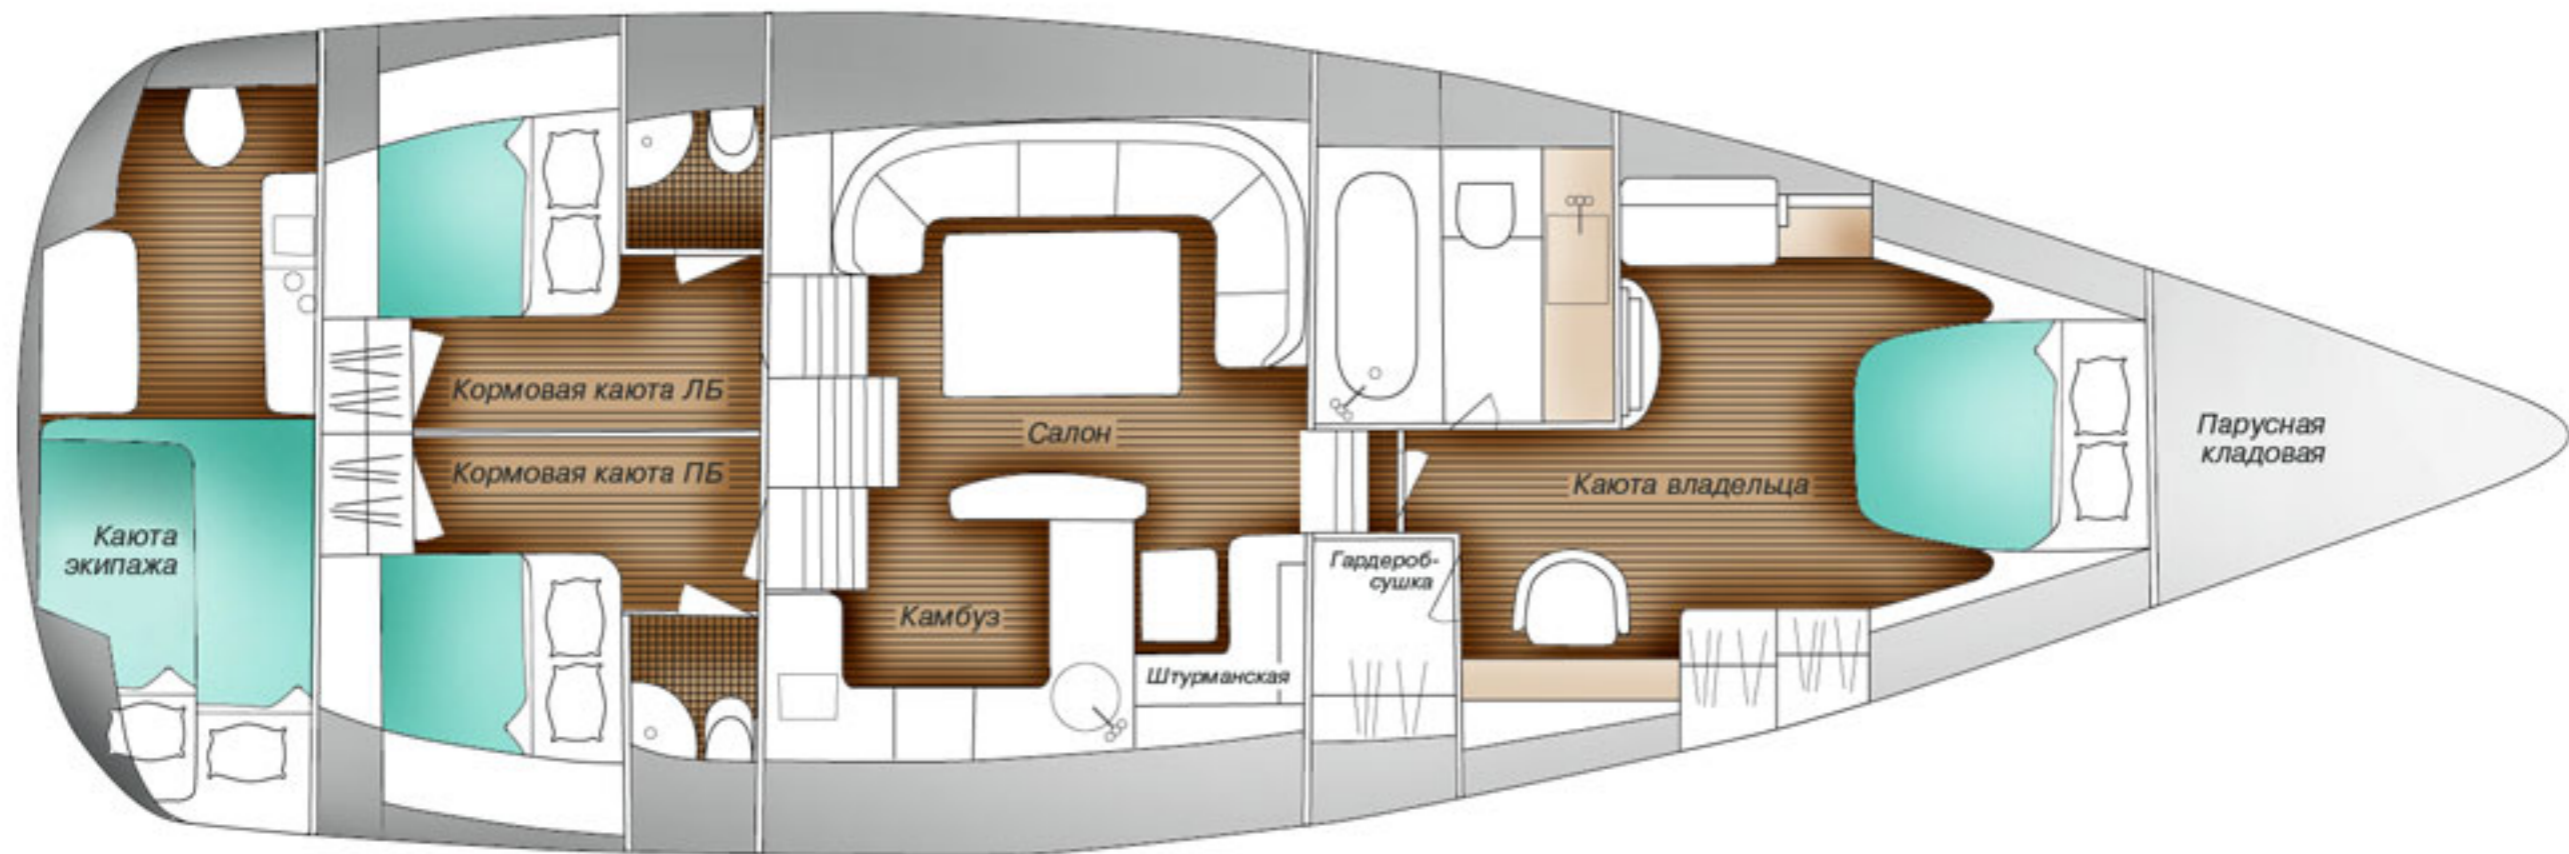 Кормовая каюта ЛБ
Кормовая каюта ПБ
Каюта
экипажа
Салон
Камбуз
Штурманская
Гардероб-
сушка
Каюта владельца
Парусная
кладовая